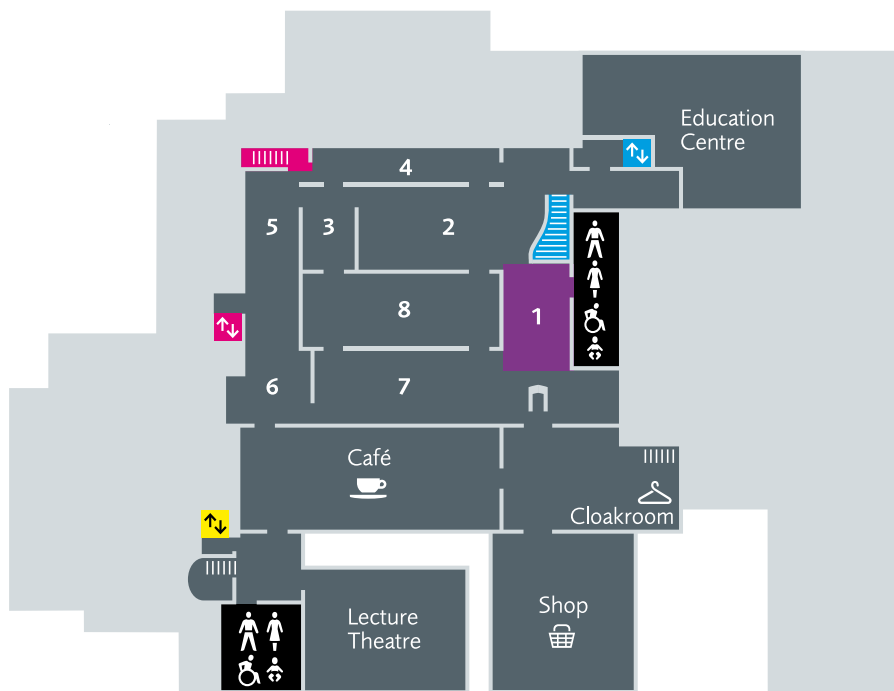 Education
Centre
4
5
3
2
8
1
6
7
Café
Cloakroom
Shop
Lecture
Theatre